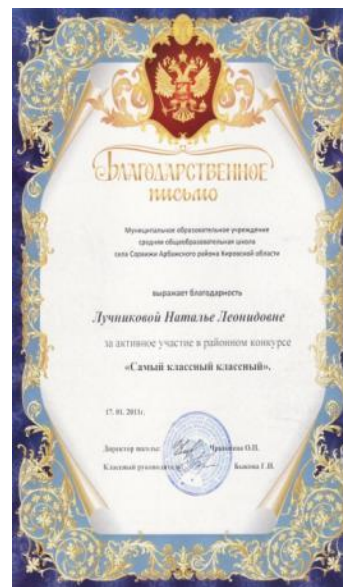 Благодарственное
письмо
Муниципальное образовательное учреждение
средняя общеобразовательная школа
села Сорвижи Арбажского района Кировской области
выражает благодарность
Лучниковой Наталье Леонидовне
за активное участие в районном конкурсе
«Самый классный классный».
17. 01. 2011г.
Директор школы: О.П.
Классный руководитель: Быкова Г.И.